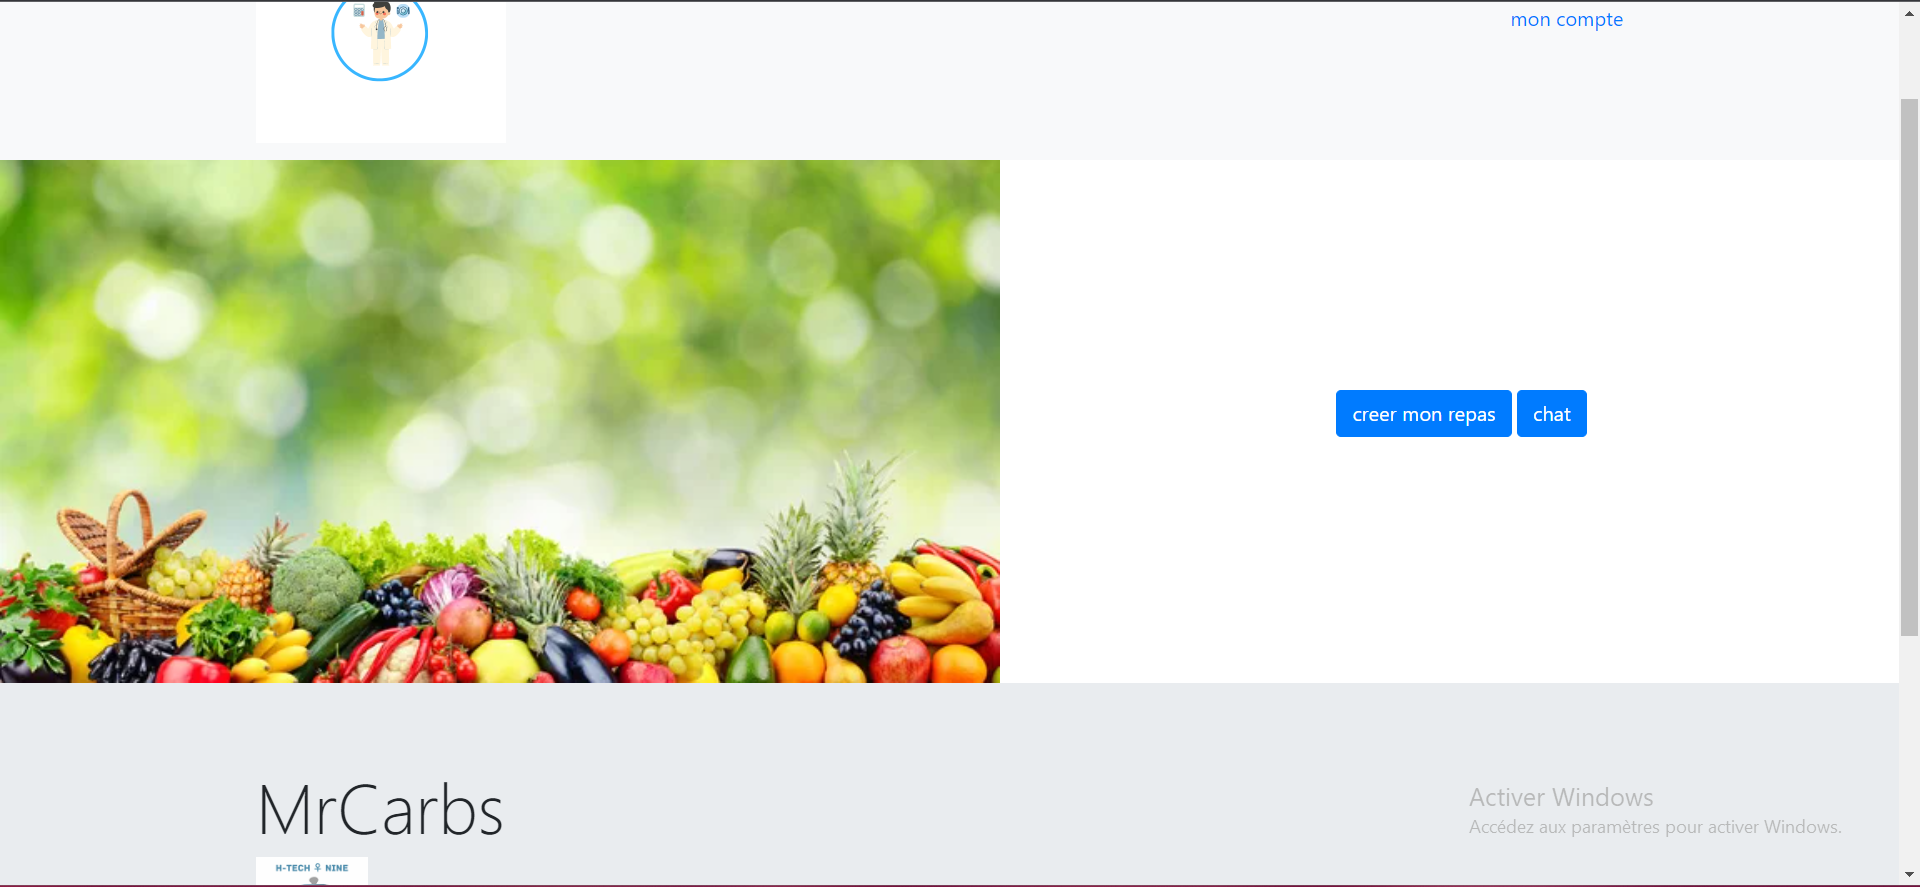 mon compte
creer mon repas
chat
MrCarbs
Activer Windows
Accédez aux paramètres pour activer Windows.
H-TECH NINE